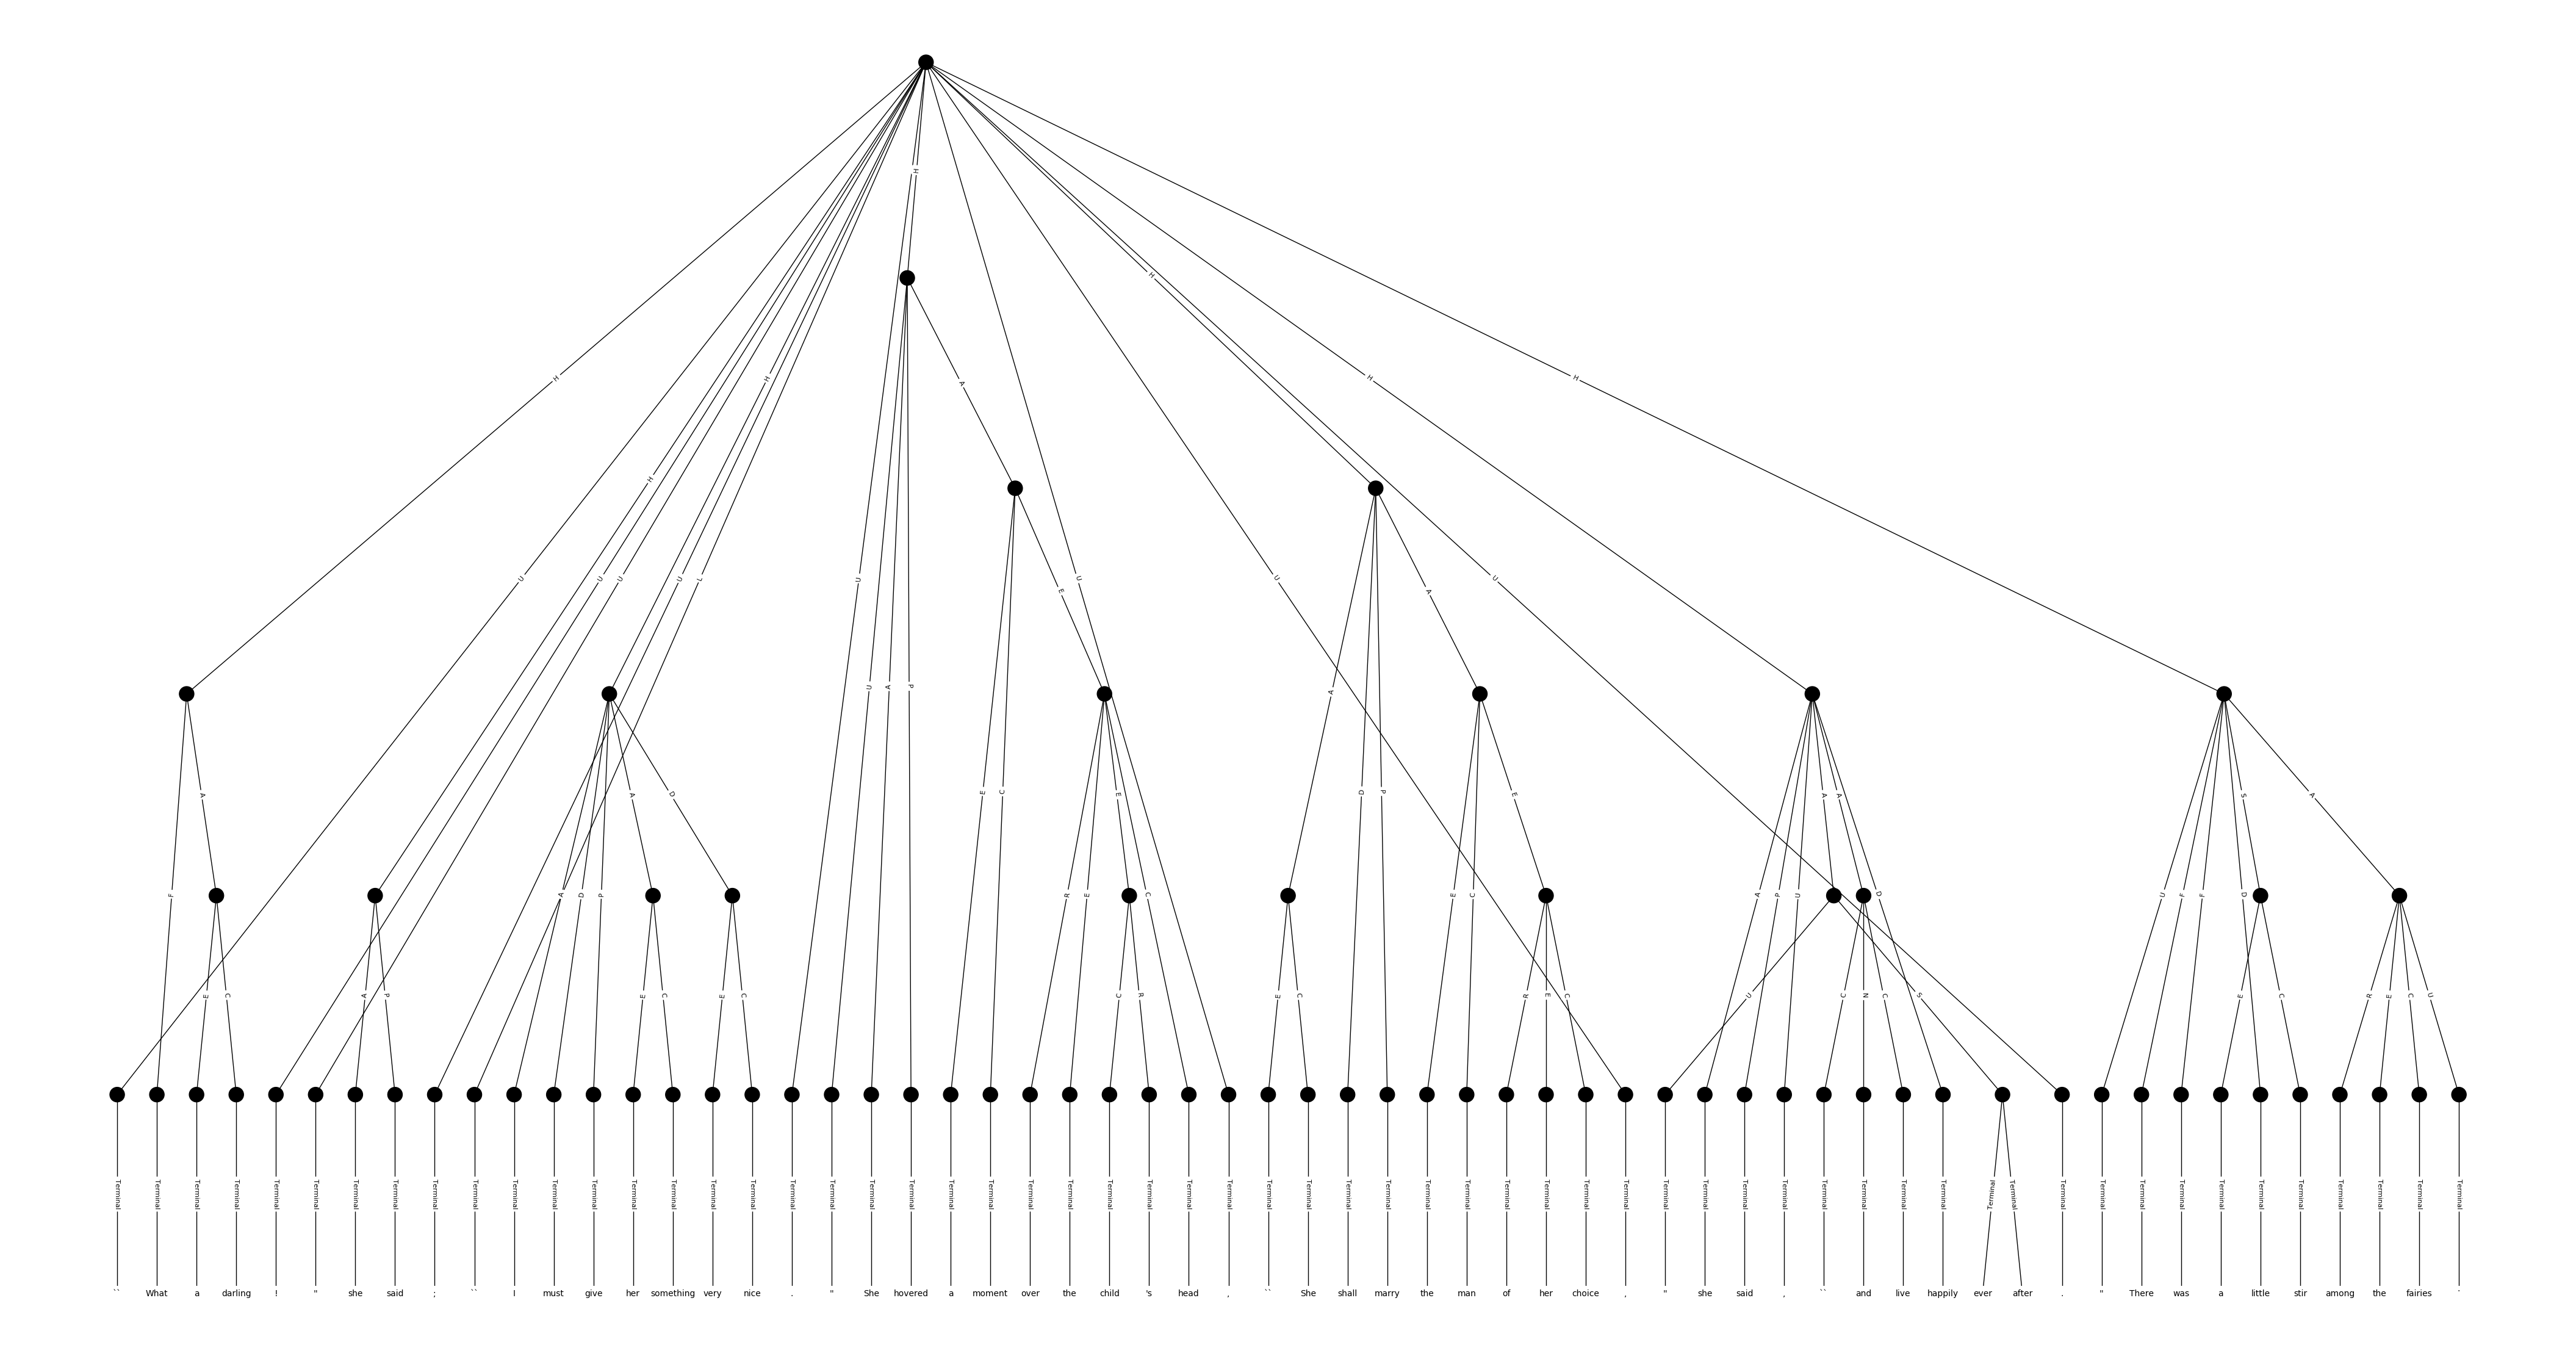 H
H
A
H
H
H
H
H
U
U
U
U
L
U
U
U
U
E
A
U
A
P
A
A
A
D
E
C
D
P
E
A
A
S
A
F
A
D
P
R
E
E
C
E
C
A
P
U
D
U
F
F
D
E
C
A
P
E
C
E
C
C
R
E
C
R
E
C
U
C
N
C
S
E
C
R
E
C
U
Terminal Terminal Terminal Terminal Terminal Terminal Terminal Terminal Terminal Terminal Terminal Terminal Terminal Terminal Terminal Terminal Terminal Terminal Terminal Terminal Terminal Terminal Terminal Terminal Terminal Terminal Terminal Terminal Terminal Terminal Terminal Terminal Terminal Terminal Terminal Terminal Terminal Terminal Terminal Terminal Terminal Terminal Terminal Terminal Terminal Terminal Terminal Terminal Terminal Terminal Terminal Terminal Terminal Terminal Terminal Terminal Terminal Terminal Terminal Terminal
`` What a darling ! " she said ; `` I must give her something very nice . " She hovered a moment over the child 's head , `` She shall marry the man of her choice , " she said , `` and live happily ever after . " There was a little stir among the fairies